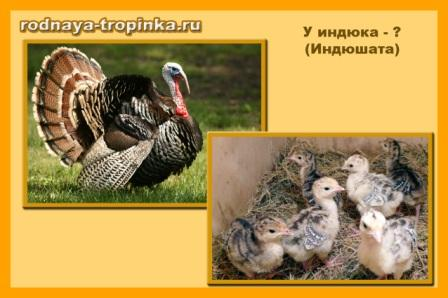 rodnaya-tropinka.ru
У индюка - ?
(Индюшата)